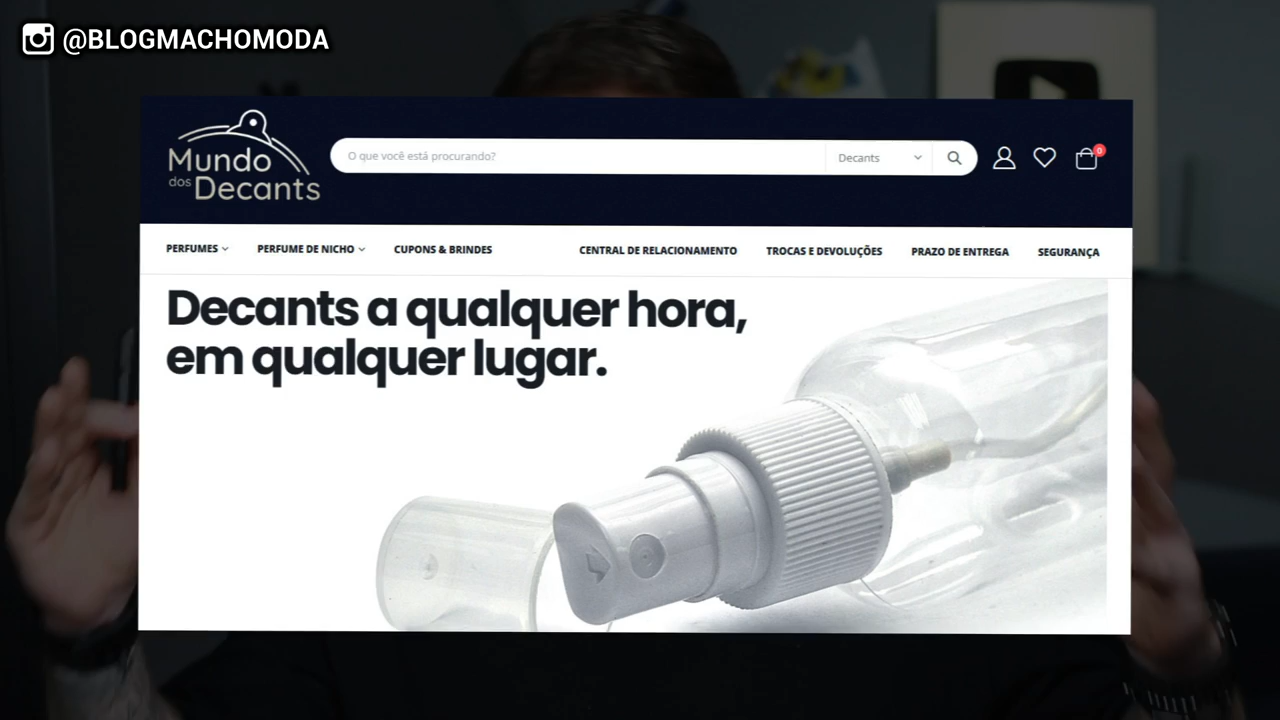 @BLOGMACHOMODA
Mundo
dos Decants
O que você está procurando?
Decants
0
PERFUMES
PERFUME DE NICHO
CUPONS & BRINDES
CENTRAL DE RELACIONAMENTO
TROCAS E DEVOLUÇÕES
PRAZO DE ENTREGA
SEGURANÇA
Decants a qualquer hora,
em qualquer lugar.